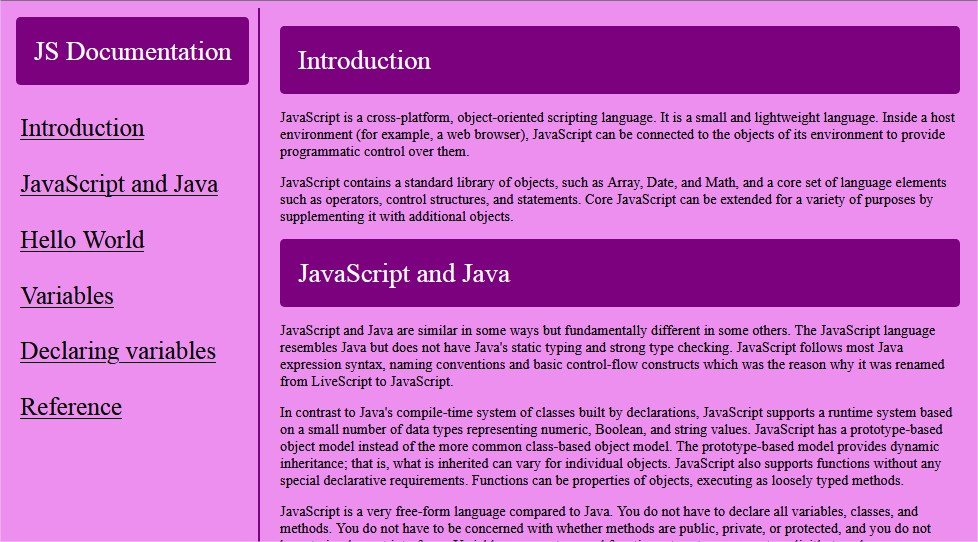 JS Documentation
Introduction
JavaScript and Java
Hello World
Variables
Declaring variables
Reference
Introduction
JavaScript is a cross-platform, object-oriented scripting language. It is a small and lightweight language. Inside a host
environment (for example, a web browser), JavaScript can be connected to the objects of its environment to provide
programmatic control over them.
JavaScript contains a standard library of objects, such as Array, Date, and Math, and a core set of language elements
such as operators, control structures, and statements. Core JavaScript can be extended for a variety of purposes by
supplementing it with additional objects.
JavaScript and Java
JavaScript and Java are similar in some ways but fundamentally different in some others. The JavaScript language
resembles Java but does not have Java's static typing and strong type checking. JavaScript follows most Java
expression syntax, naming conventions and basic control-flow constructs which was the reason why it was renamed
from LiveScript to JavaScript.
In contrast to Java's compile-time system of classes built by declarations, JavaScript supports a runtime system based
on a small number of data types representing numeric, Boolean, and string values. JavaScript has a prototype-based
object model instead of the more common class-based object model. The prototype-based model provides dynamic
inheritance; that is, what is inherited can vary for individual objects. JavaScript also supports functions without any
special declarative requirements. Functions can be properties of objects, executing as loosely typed methods.
JavaScript is a very free-form language compared to Java. You do not have to declare all variables, classes, and
methods. You do not have to be concerned with whether methods are public, private, or protected, and you do not